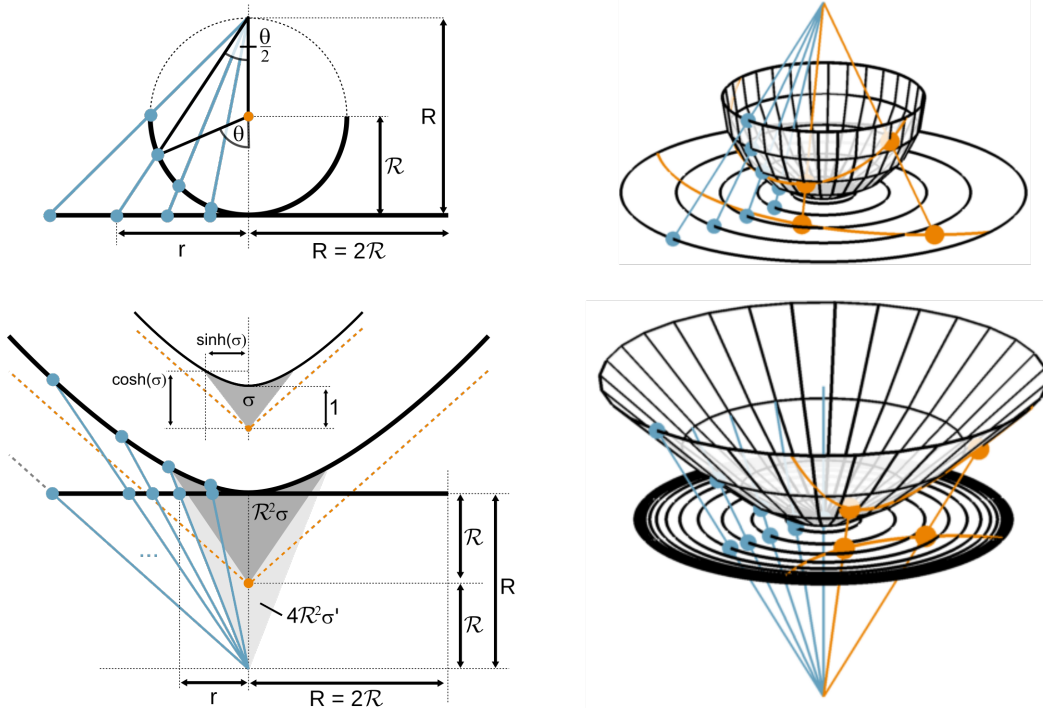 θ
2
θ
R
ℛ
r
R = 2ℛ
sinh(σ)
cosh(σ)
σ
1
ℛ²σ
ℛ
R
...
4ℛ²σ'
ℛ
r
R = 2ℛ